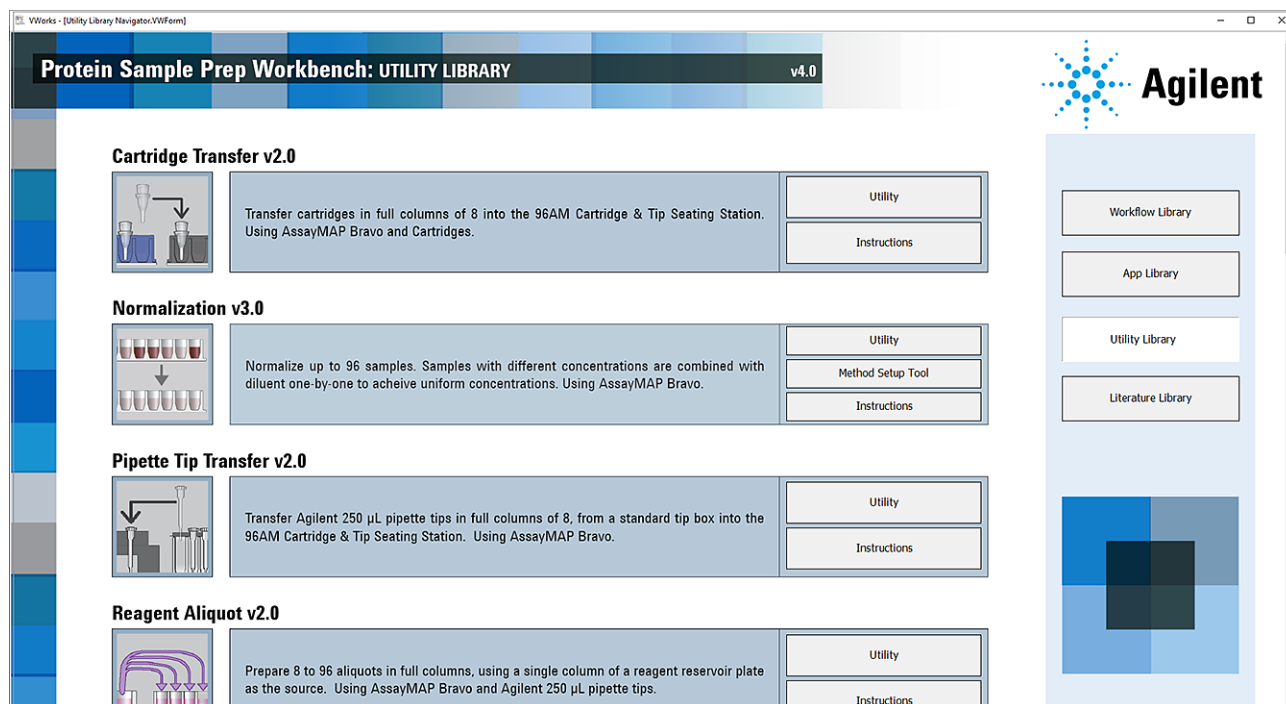 VWorks - [Utility Library Navigator.VWForm]
Protein Sample Prep Workbench: UTILITY LIBRARY
v4.0
Agilent
Cartridge Transfer v2.0
Transfer cartridges in full columns of 8 into the 96AM Cartridge & Tip Seating Station.
Using AssayMAP Bravo and Cartridges.
Utility
Instructions
Normalization v3.0
Normalize up to 96 samples. Samples with different concentrations are combined with
diluent one-by-one to acheive uniform concentrations. Using AssayMAP Bravo.
Utility
Method Setup Tool
Instructions
Pipette Tip Transfer v2.0
Transfer Agilent 250 µL pipette tips in full columns of 8, from a standard tip box into the
96AM Cartridge & Tip Seating Station. Using AssayMAP Bravo.
Utility
Instructions
Reagent Aliquot v2.0
Prepare 8 to 96 aliquots in full columns, using a single column of a reagent reservoir plate
as the source. Using AssayMAP Bravo and Agilent 250 µL pipette tips.
Utility
Instructions
Workflow Library
App Library
Utility Library
Literature Library